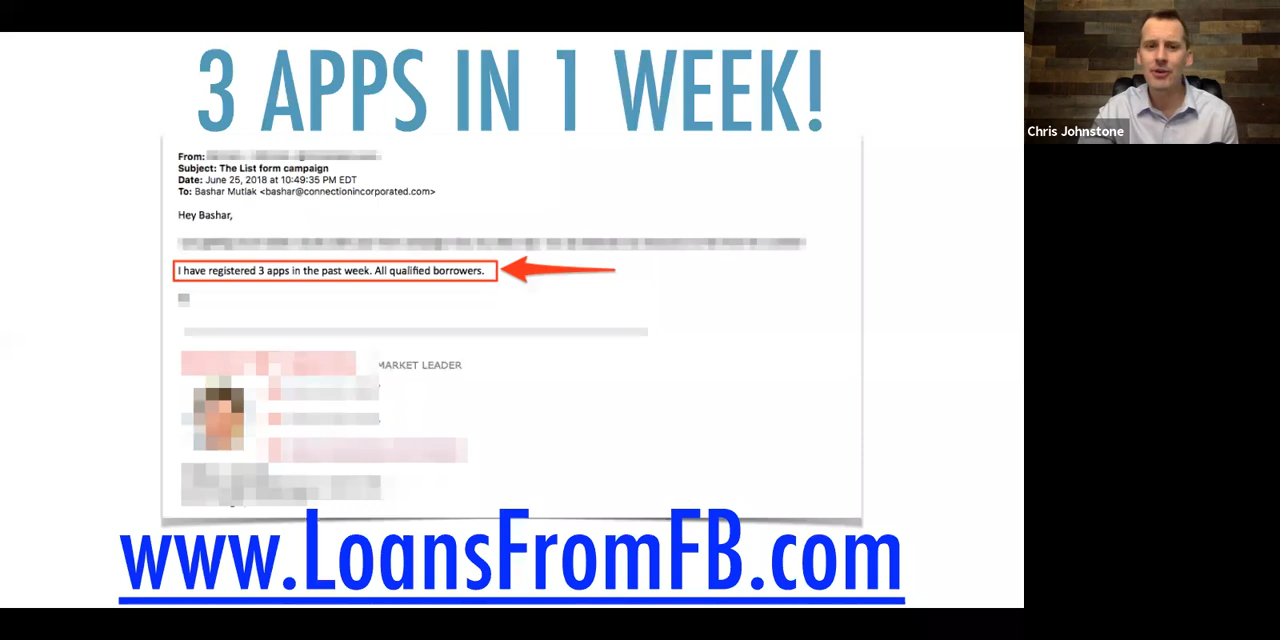 3 APPS IN 1 WEEK!
Chris Johnstone
From:
Subject: The List form campaign
Date: June 25, 2018 at 10:49:35 PM EDT
To: Bashar Mutlak <bashar@connectionincorporated.com>
Hey Bashar,
I have registered 3 apps in the past week. All qualified borrowers.
MARKET LEADER
www.LoansFromFB.com